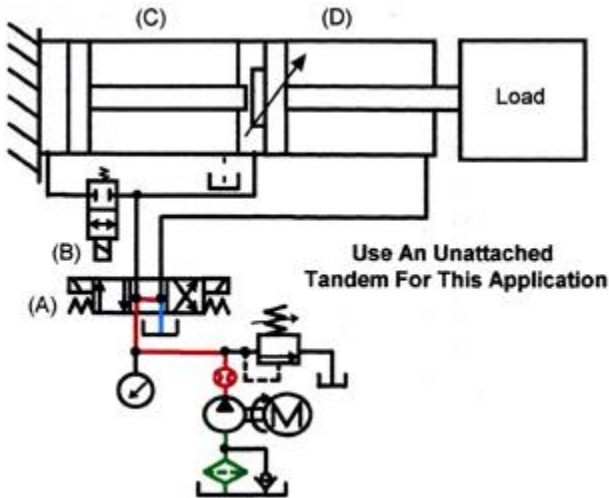 (C)
(D)
Load
(B)
Use An Unattached
Tandem For This Application
(A)
M